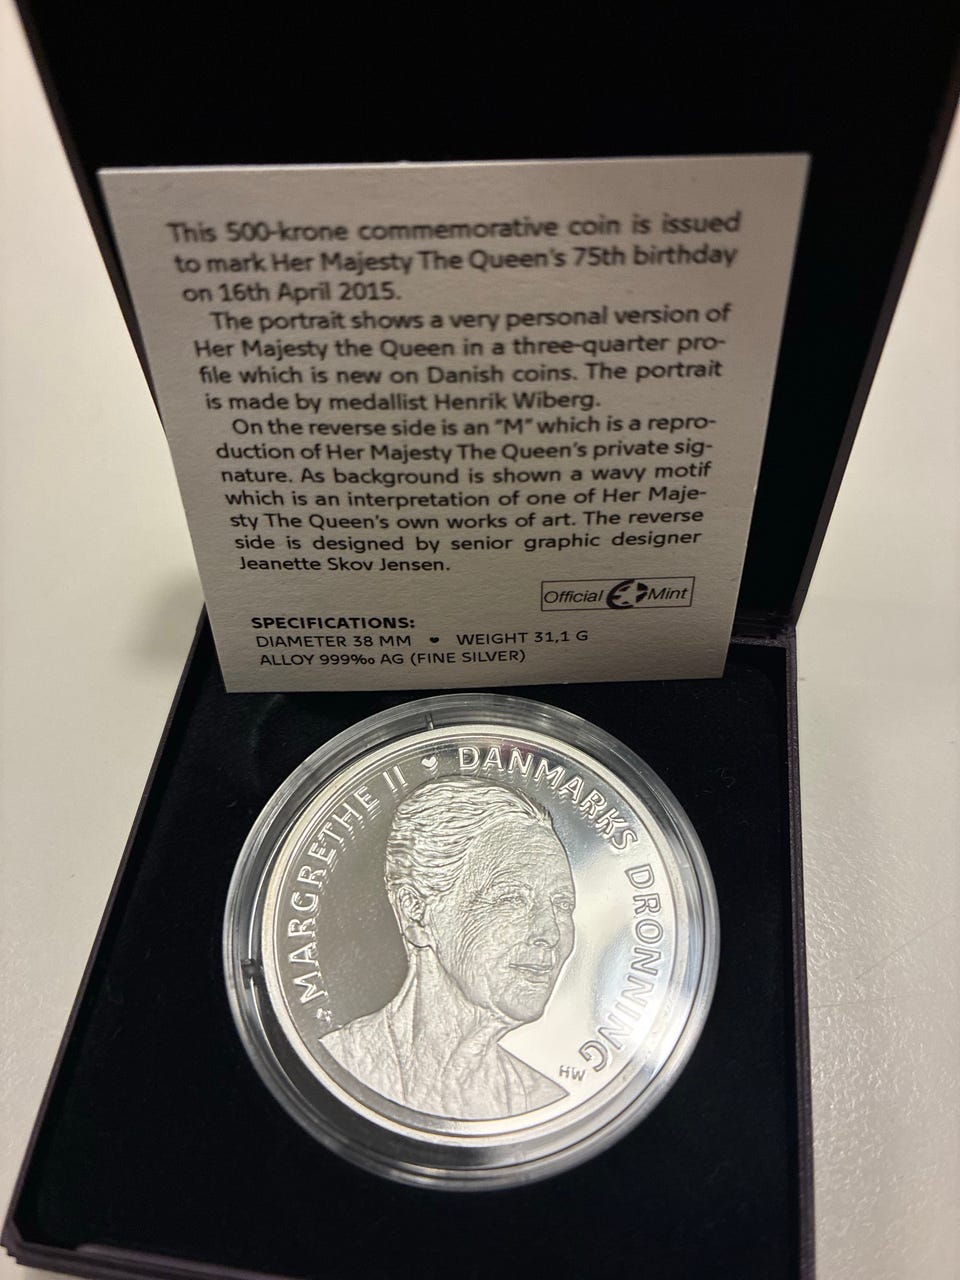 This 500-krone commemorative coin is issued
to mark Her Majesty The Queen's 75th birthday
on 16th April 2015.
The portrait shows a very personal version of
Her Majesty the Queen in a three-quarter pro-
file which is new on Danish coins. The portrait
is made by medallist Henrik Wiberg.
On the reverse side is an "M" which is a repro-
duction of Her Majesty The Queen's private sig-
nature. As background is shown a wavy motif
which is an interpretation of one of Her Maje-
sty The Queen's own works of art. The reverse
side is designed by senior graphic designer
Jeanette Skov Jensen.
Official Mint
SPECIFICATIONS:
DIAMETER 38 MM ♥ WEIGHT 31,1 G
ALLOY 999‰ AG (FINE SILVER)
MARGRETHE II ♥ DANMARKS DRONNING
HW